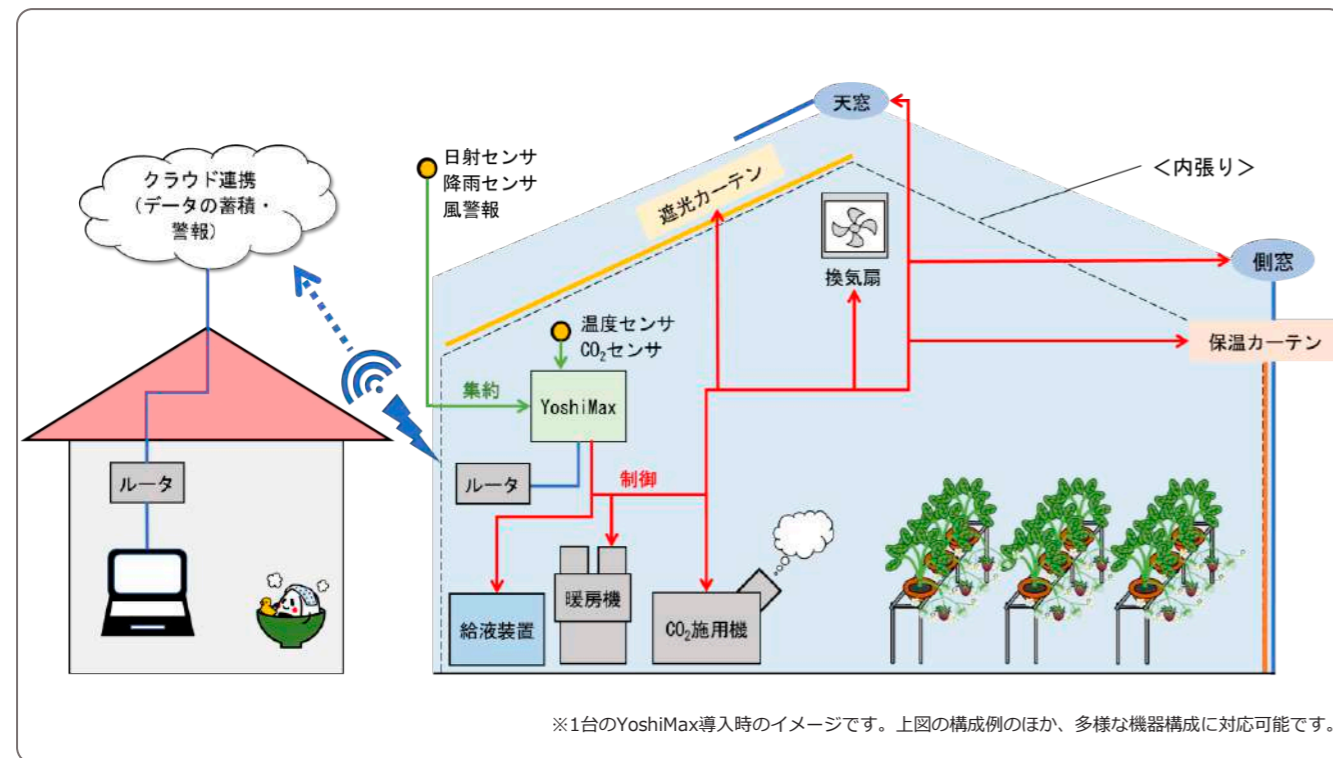 天窓
日射センサ
降雨センサ
風警報
クラウド連携
(データの蓄積・
警報)
遮光カーテン
<内張り>
換気扇
側窓
温度センサ
CO₂センサ
保温カーテン
集約
YoshiMax
制御
ルータ
ルータ
給液装置
暖房機
CO₂施用機
※1台のYoshiMax導入時のイメージです。上図の構成例のほか、多様な機器構成に対応可能です。